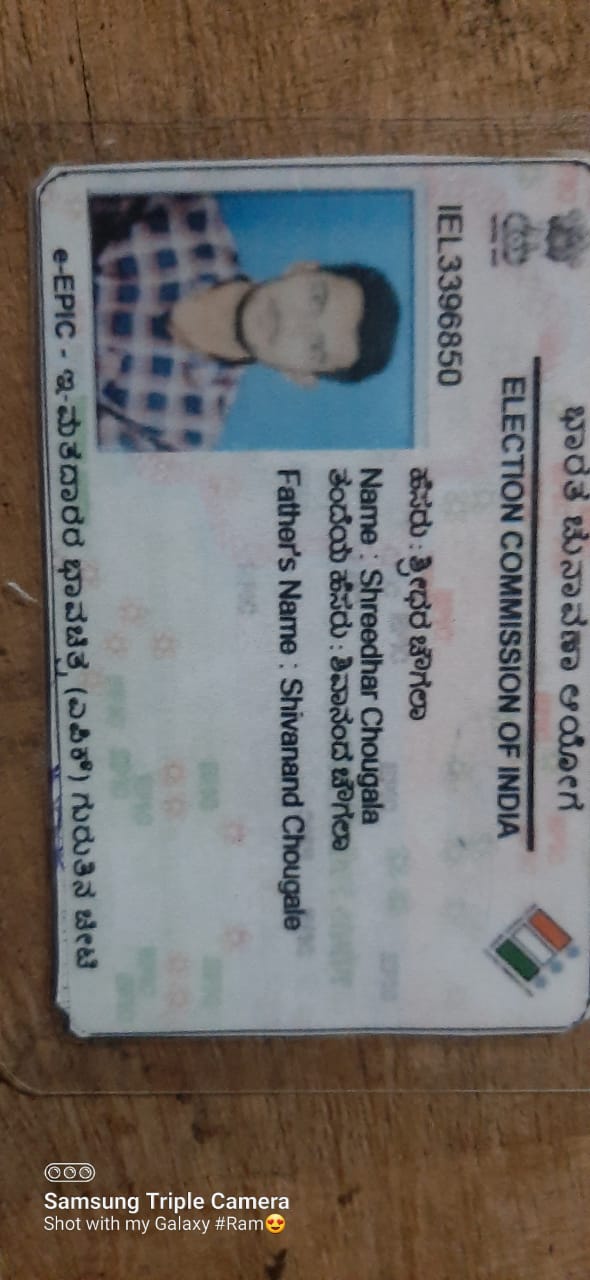 ಭಾರತ ಚುನಾವಣಾ ಆಯೋಗ
ELECTION COMMISSION OF INDIA
IEL3396850
ಹೆಸರು : ಶ್ರೀಧರ ಚೌಗಲಾ
Name : Shreedhar Chougala
ತಂದೆಯ ಹೆಸರು : ಶಿವಾನಂದ ಚೌಗಲಾ
Father's Name : Shivanand Chougale
e-EPIC - ಇ-ಮತದಾರರ ಭಾವಚಿತ್ರ (ಎಪಿಕ್) ಗುರುತಿನ ಚೀಟಿ
Samsung Triple Camera
Shot with my Galaxy #Ram😍